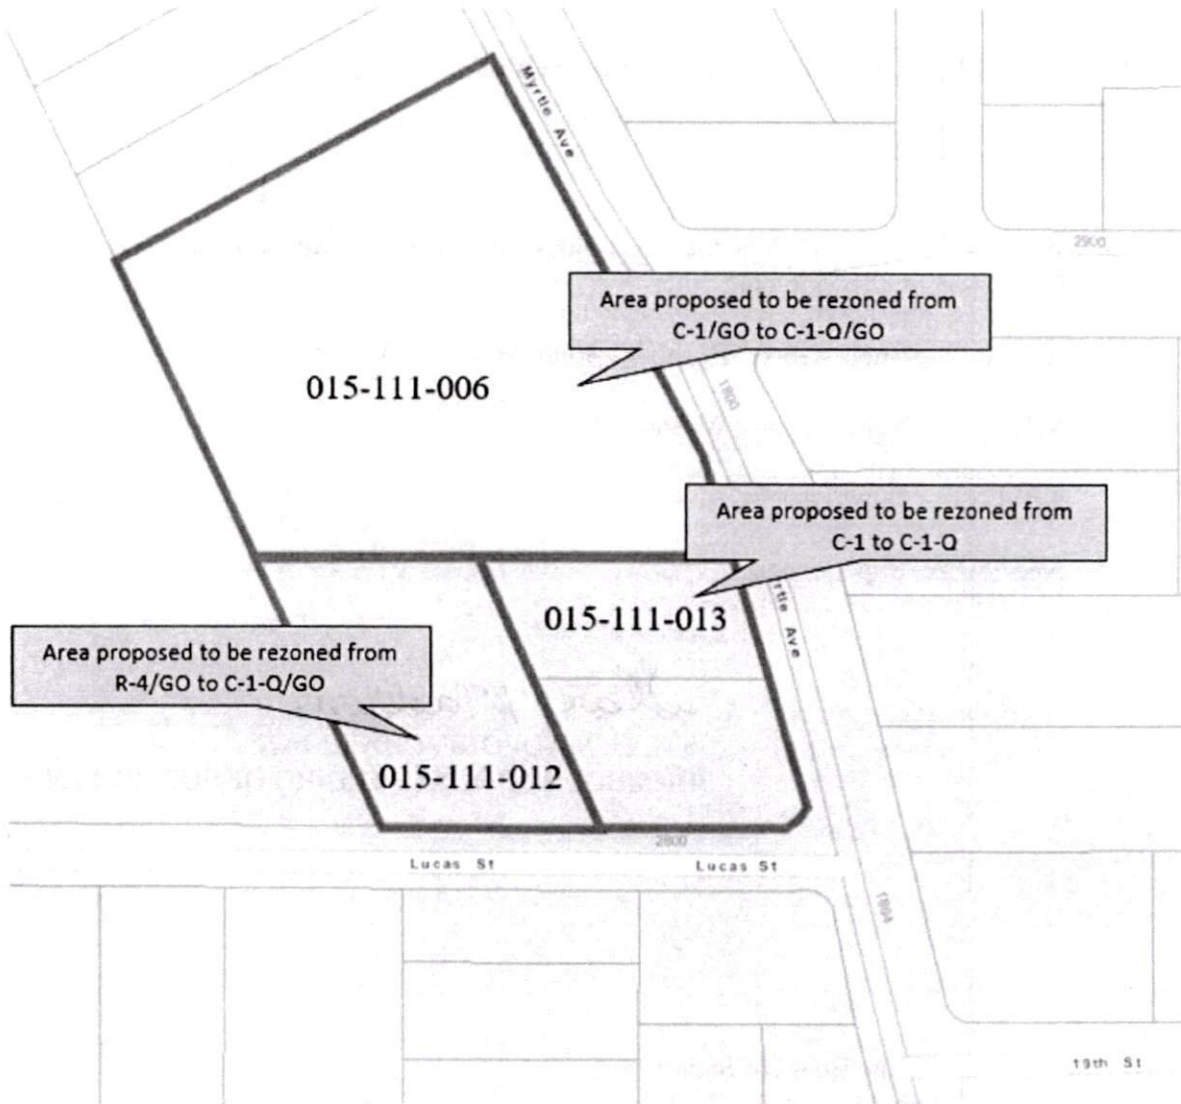 Myrtle Ave
2900
Area proposed to be rezoned from
C-1/GO to C-1-Q/GO
015-111-006
1800
Area proposed to be rezoned from
C-1 to C-1-Q
015-111-013
rtle Ave
Area proposed to be rezoned from
R-4/GO to C-1-Q/GO
015-111-012
2800
Lucas St
Lucas St
1894
19th St